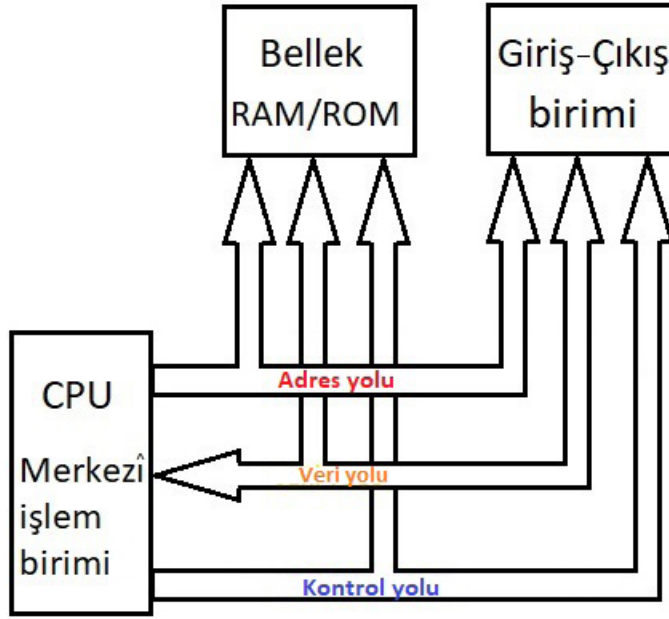 Bellek
RAM/ROM
Giriş-Çıkış
birimi
CPU
Merkezî
işlem
birimi
Adres yolu
Veri yolu
Kontrol yolu